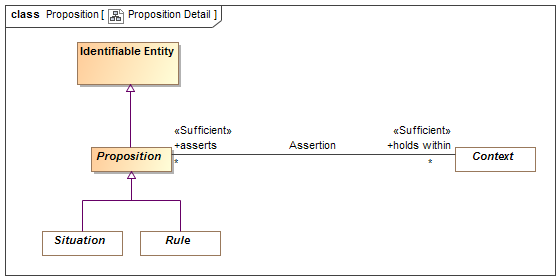 class Proposition [ Proposition Detail ]
Identifiable Entity
«Sufficient»
+asserts
*
Assertion
«Sufficient»
+holds within
*
Proposition
Context
Situation
Rule